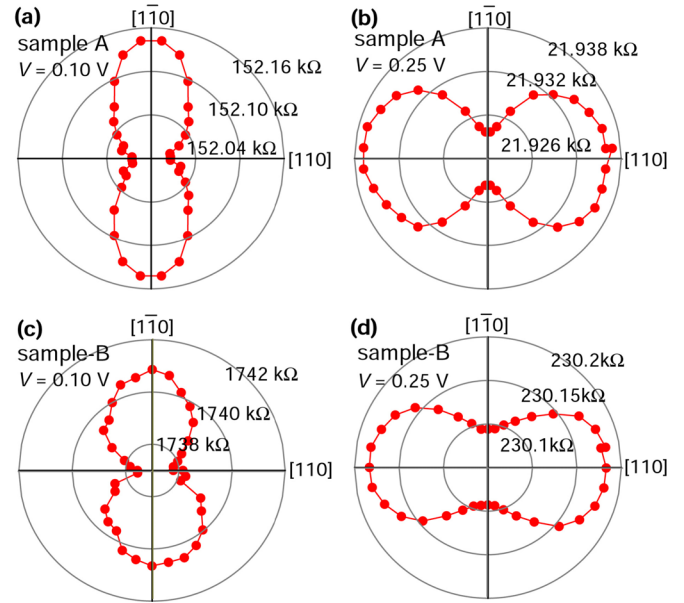 (a)
[11̅0]
sample A
V = 0.10 V
152.16 kΩ
152.10 kΩ
152.04 kΩ
[110]
(b)
[11̅0]
sample A
V = 0.25 V
21.938 kΩ
21.932 kΩ
21.926 kΩ
[110]
(c)
[11̅0]
sample-B
V = 0.10 V
1742 kΩ
1740 kΩ
1738 kΩ
[110]
(d)
[11̅0]
sample-B
V = 0.25 V
230.2kΩ
230.15kΩ
230.1kΩ
[110]